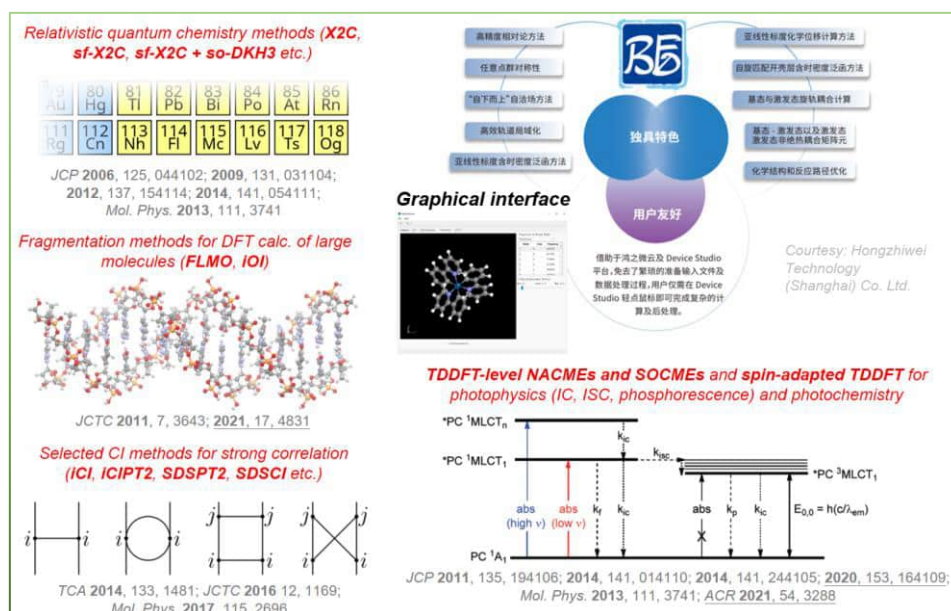 Relativistic quantum chemistry methods (X2C,
sf-X2C, sf-X2C + so-DKH3 etc.)
79 80 81 82 83 84 85 86
Au Hg Tl Pb Bi Po At Rn
111 112 113 114 115 116 117 118
Rg Cn Nh Fl Mc Lv Ts Og
JCP 2006, 125, 044102; 2009, 131, 031104;
2012, 137, 154114; 2014, 141, 054111;
Mol. Phys. 2013, 111, 3741
Fragmentation methods for DFT calc. of large
molecules (FLMO, iOI)
JCTC 2011, 7, 3643; 2021, 17, 4831
Selected CI methods for strong correlation
(iCI, iCIPT2, SDSPT2, SDSCI etc.)
i i
i i
j j
i i
j j
i i
TCA 2014, 133, 1481; JCTC 2016 12, 1169;
Mol. Phys. 2017, 115, 2696
高精度相对论方法
任意点群对称性
“自下而上”自洽场方法
高效轨道局域化
亚线性标度含时密度泛函方法
亚线性标度化学位移计算方法
自旋匹配开壳层含时密度泛函方法
基态与激发态旋轨耦合计算
基态 - 激发态以及激发态
激发态非绝热耦合矩阵元
化学结构和反应路径优化
独具特色
用户友好
借助于鸿之微云及 Device Studio
平台,免去了繁琐的准备输入文件及
数据处理过程,用户仅需在 Device
Studio 轻点鼠标即可完成复杂的计
算及后处理。
Graphical interface
Courtesy: Hongzhiwei
Technology
(Shanghai) Co. Ltd.
TDDFT-level NACMEs and SOCMEs and spin-adapted TDDFT for
photophysics (IC, ISC, phosphorescence) and photochemistry
*PC ¹MLCTₙ
k_ic
*PC ¹MLCT₁
k_isc
*PC ³MLCT₁
abs
(high ν)
abs
(low ν)
k_f
k_ic
abs
X
k_p
k_ic
E₀,₀ = h(c/λ_em)
PC ¹A₁
JCP 2011, 135, 194106; 2014, 141, 014110; 2014, 141, 244105; 2020, 153, 164109;
Mol. Phys. 2013, 111, 3741; ACR 2021, 54, 3288